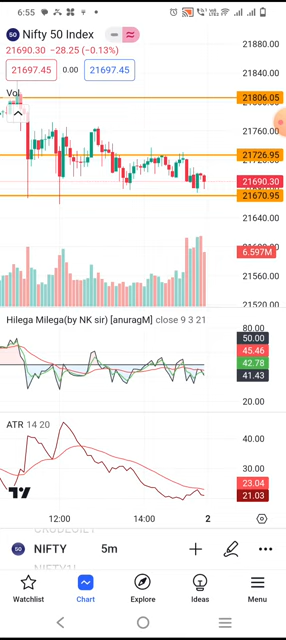 6:55
50 Nifty 50 Index
21690.30 −28.25 (−0.13%)
21697.45 0.00 21697.45
Vol
21880.00
21840.00
21806.05
21760.00
21726.95
21690.30
21670.95
21640.00
6.597M
21560.00
21520.00
Hilega Milega(by NK sir) [anuragM] close 9 3 21
80.00
50.00
45.46
42.78
41.43
20.00
ATR 14 20
40.00
30.00
23.04
21.03
12:00 14:00 2
50 NIFTY 5m
Watchlist Chart Explore Ideas Menu